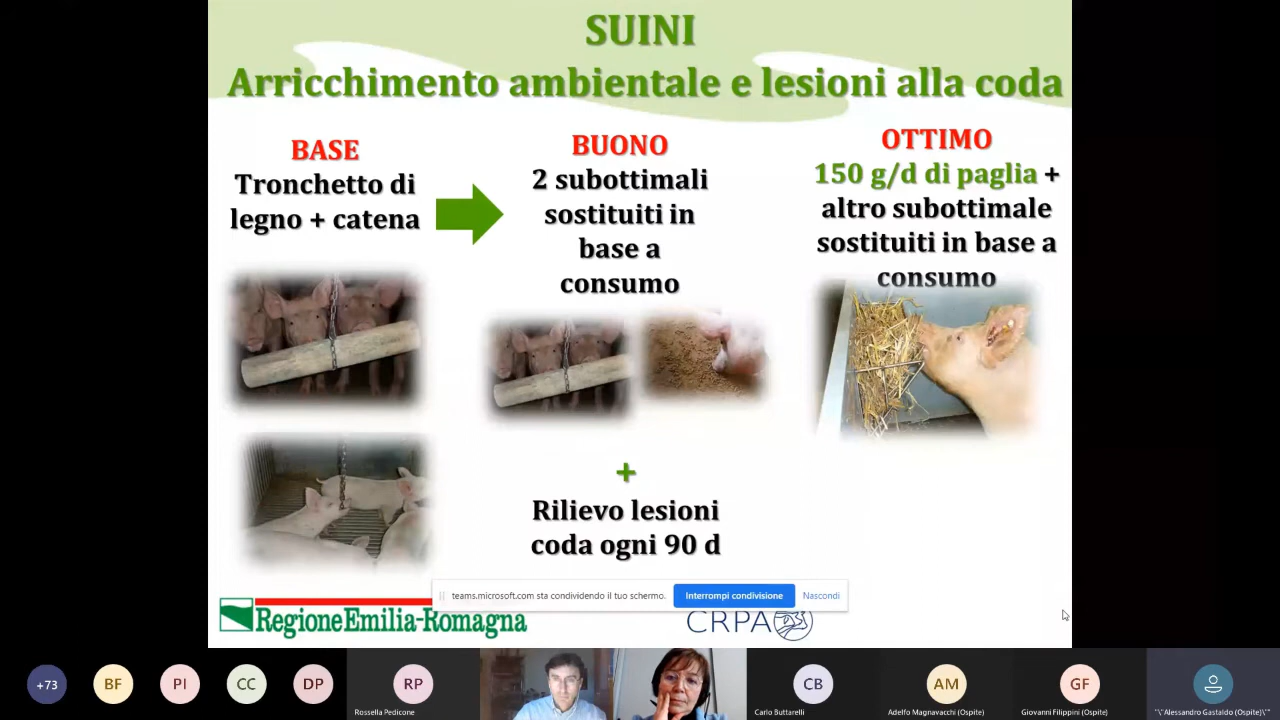 SUINI
Arricchimento ambientale e lesioni alla coda
BASE
Tronchetto di
legno + catena
BUONO
2 subottimali
sostituiti in
base a
consumo
+
Rilievo lesioni
coda ogni 90 d
OTTIMO
150 g/d di paglia +
altro subottimale
sostituiti in base a
consumo
teams.microsoft.com sta condividendo il tuo schermo.
Interrompi condivisione
Nascondi
RegioneEmilia-Romagna
CRPA
+73
BF
PI
CC
DP
RP
Rossella Pedicone
CB
Carlo Buttarelli
AM
Adelfo Magnavacchi (Ospite)
GF
Giovanni Filippini (Ospite)
"\"Alessandro Gastaldo (Ospite)\""